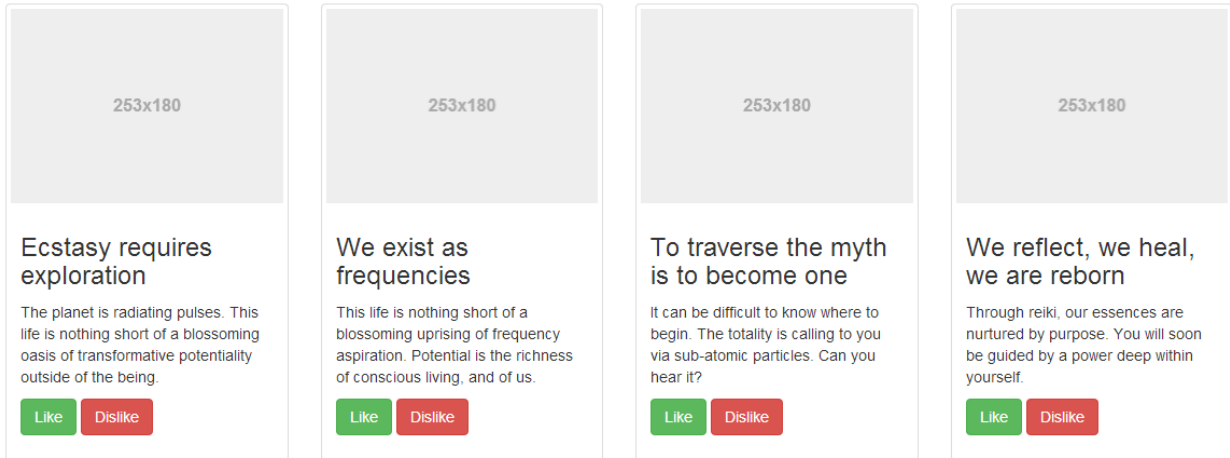 253x180
Ecstasy requires
exploration
The planet is radiating pulses. This
life is nothing short of a blossoming
oasis of transformative potentiality
outside of the being.
Like Dislike
253x180
We exist as
frequencies
This life is nothing short of a
blossoming uprising of frequency
aspiration. Potential is the richness
of conscious living, and of us.
Like Dislike
253x180
To traverse the myth
is to become one
It can be difficult to know where to
begin. The totality is calling to you
via sub-atomic particles. Can you
hear it?
Like Dislike
253x180
We reflect, we heal,
we are reborn
Through reiki, our essences are
nurtured by purpose. You will soon
be guided by a power deep within
yourself.
Like Dislike